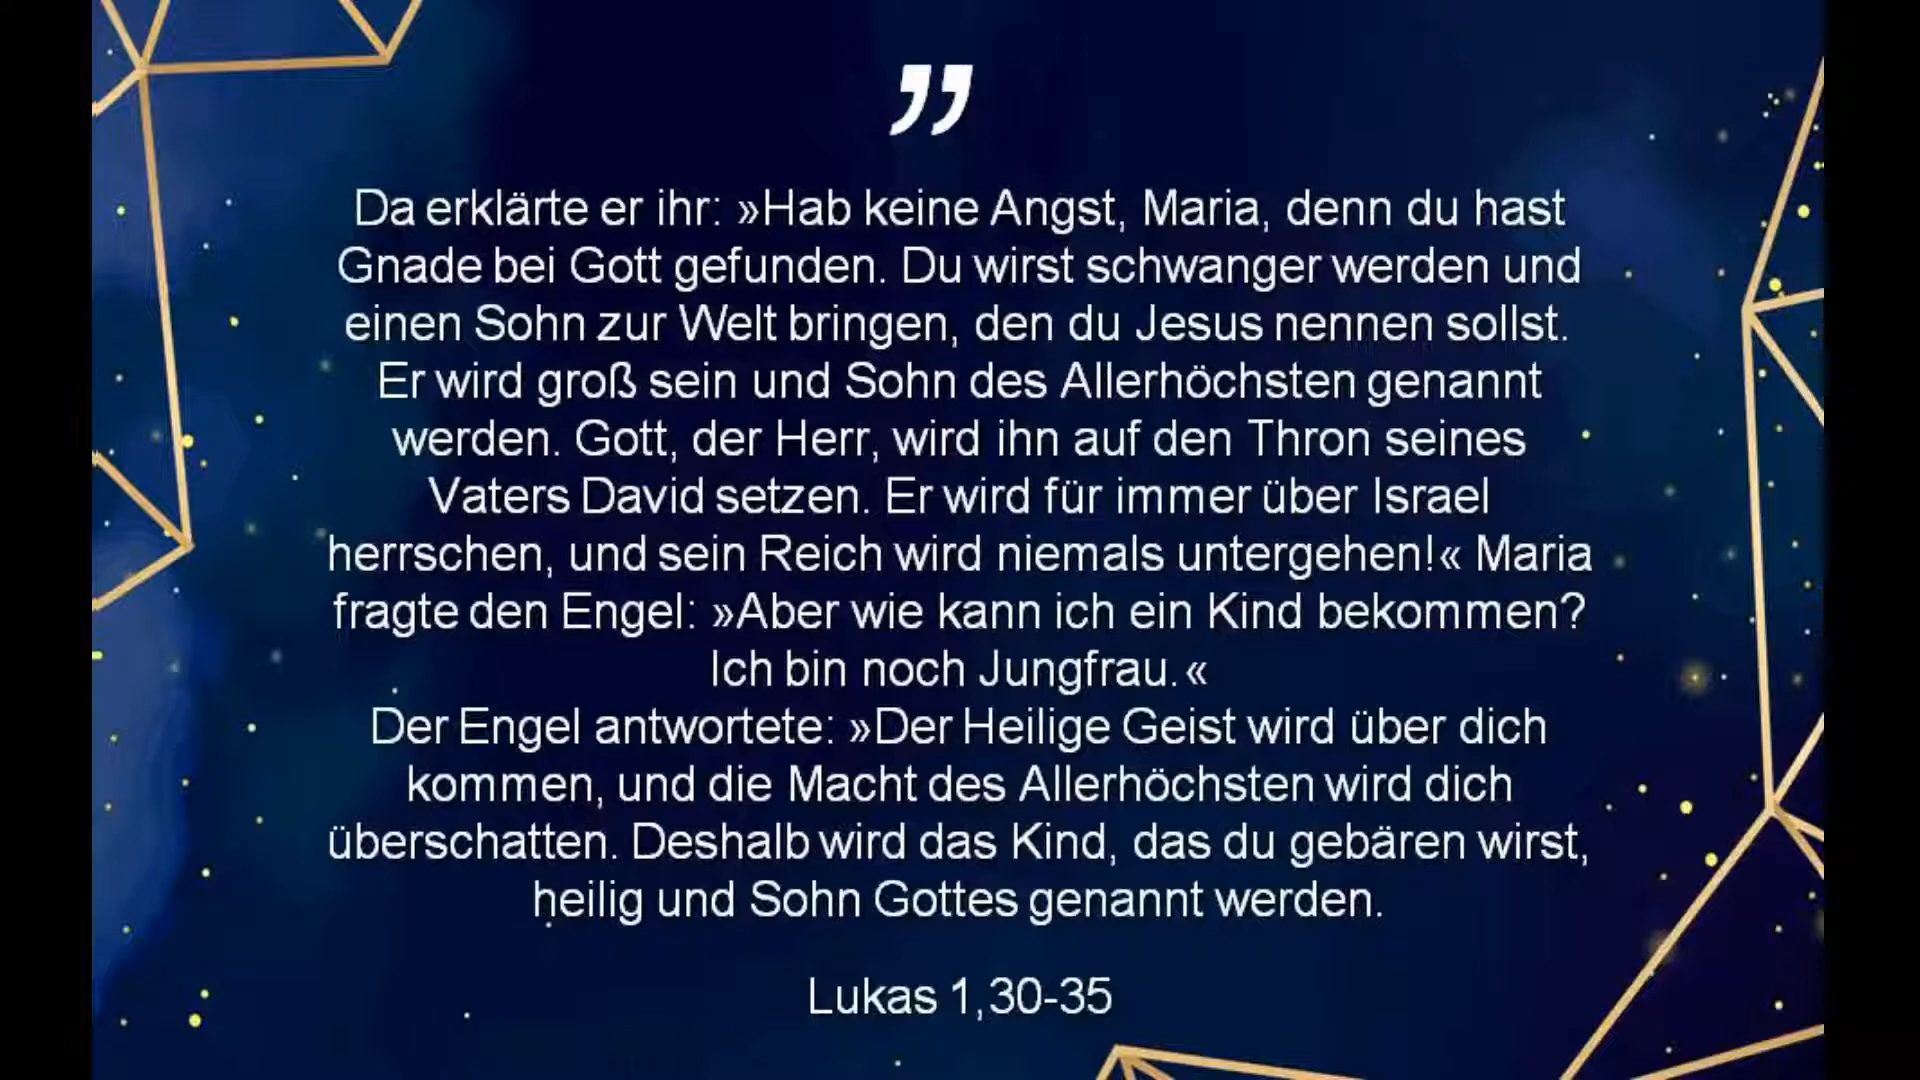 ”
Da erklärte er ihr: »Hab keine Angst, Maria, denn du hast
Gnade bei Gott gefunden. Du wirst schwanger werden und
einen Sohn zur Welt bringen, den du Jesus nennen sollst.
Er wird groß sein und Sohn des Allerhöchsten genannt
werden. Gott, der Herr, wird ihn auf den Thron seines
Vaters David setzen. Er wird für immer über Israel
herrschen, und sein Reich wird niemals untergehen!« Maria
fragte den Engel: »Aber wie kann ich ein Kind bekommen?
Ich bin noch Jungfrau.«
Der Engel antwortete: »Der Heilige Geist wird über dich
kommen, und die Macht des Allerhöchsten wird dich
überschatten. Deshalb wird das Kind, das du gebären wirst,
heilig und Sohn Gottes genannt werden.
Lukas 1,30-35